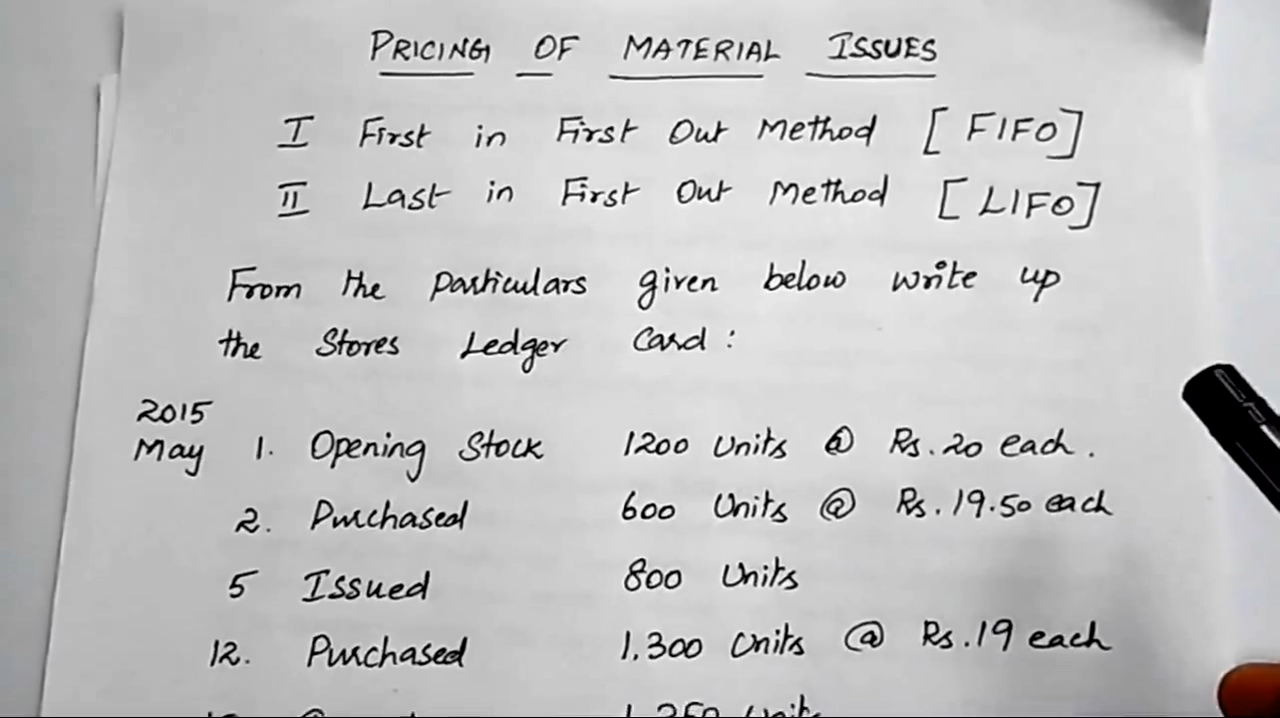 PRICING OF MATERIAL ISSUES
I First in First Out Method [FIFO]
II Last in First Out Method [LIFO]
From the particulars given below write up
the Stores Ledger Card :
2015
May 1. Opening Stock 1200 Units @ Rs.20 each.
2. Purchased 600 Units @ Rs.19.50 each
5 Issued 800 Units
12. Purchased 1,300 Units @ Rs.19 each